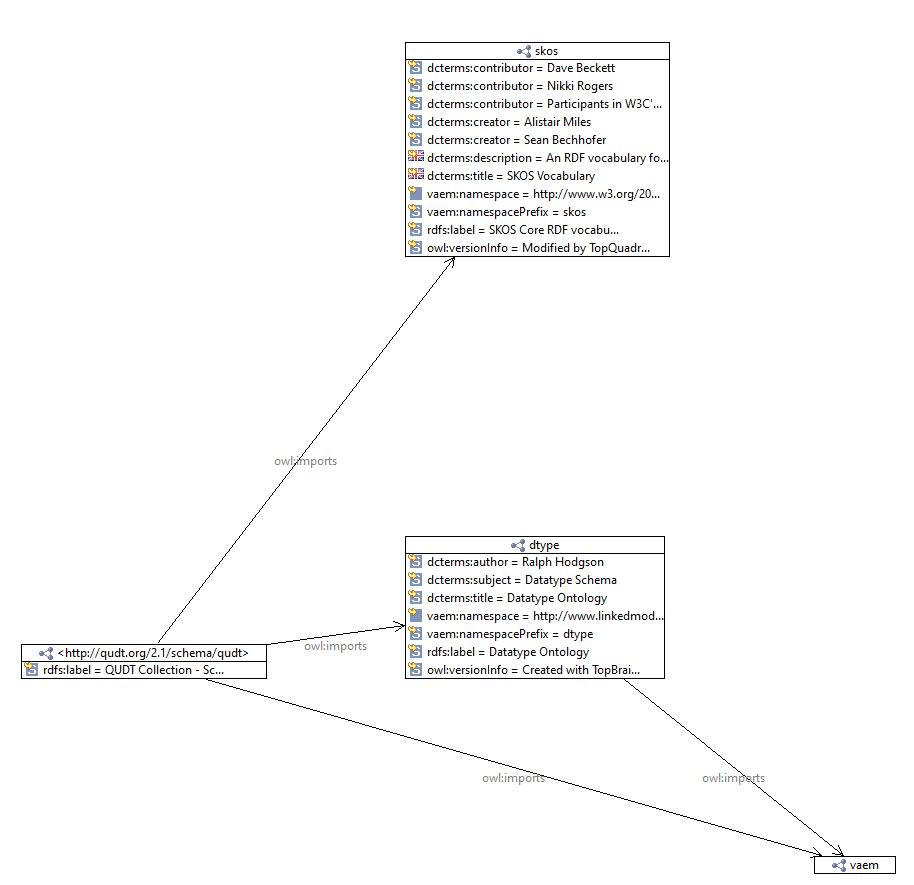 skos
dcterms:contributor = Dave Beckett
dcterms:contributor = Nikki Rogers
dcterms:contributor = Participants in W3C'...
dcterms:creator = Alistair Miles
dcterms:creator = Sean Bechhofer
dcterms:description = An RDF vocabulary fo...
dcterms:title = SKOS Vocabulary
vaem:namespace = http://www.w3.org/20...
vaem:namespacePrefix = skos
rdfs:label = SKOS Core RDF vocabu...
owl:versionInfo = Modified by TopQuadr...
owl:imports
dtype
dcterms:author = Ralph Hodgson
dcterms:subject = Datatype Schema
dcterms:title = Datatype Ontology
vaem:namespace = http://www.linkedmod...
vaem:namespacePrefix = dtype
rdfs:label = Datatype Ontology
owl:versionInfo = Created with TopBrai...
owl:imports
<http://qudt.org/2.1/schema/qudt>
rdfs:label = QUDT Collection - Sc...
owl:imports
owl:imports
vaem